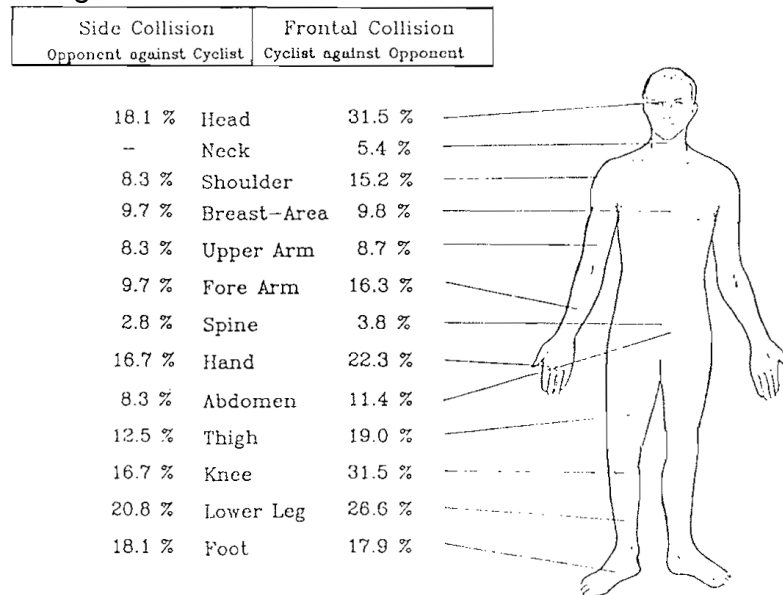 Side Collision Frontal Collision
Opponent against Cyclist Cyclist against Opponent
18.1 % Head 31.5 %
– Neck 5.4 %
8.3 % Shoulder 15.2 %
9.7 % Breast-Area 9.8 %
8.3 % Upper Arm 8.7 %
9.7 % Fore Arm 16.3 %
2.8 % Spine 3.8 %
16.7 % Hand 22.3 %
8.3 % Abdomen 11.4 %
12.5 % Thigh 19.0 %
16.7 % Knee 31.5 %
20.8 % Lower Leg 26.6 %
18.1 % Foot 17.9 %